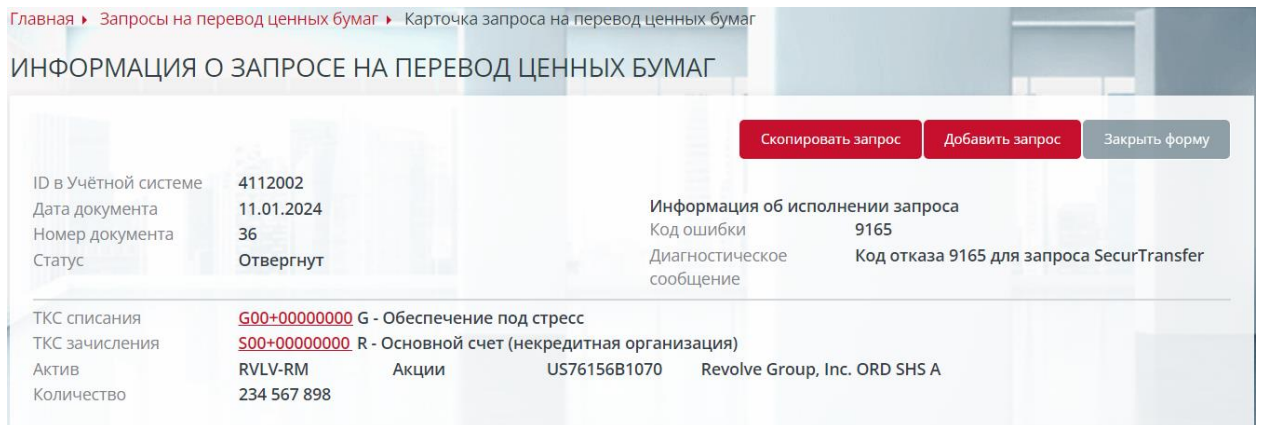 Главная ▸ Запросы на перевод ценных бумаг ▸ Карточка запроса на перевод ценных бумаг
ИНФОРМАЦИЯ О ЗАПРОСЕ НА ПЕРЕВОД ЦЕННЫХ БУМАГ
Скопировать запрос Добавить запрос Закрыть форму
ID в Учётной системе 4112002
Дата документа 11.01.2024
Номер документа 36
Статус Отвергнут
Информация об исполнении запроса
Код ошибки 9165
Диагностическое сообщение Код отказа 9165 для запроса SecurTransfer
ТКС списания G00+00000000 G - Обеспечение под стресс
ТКС зачисления S00+00000000 R - Основной счет (некредитная организация)
Актив RVLV-RM Акции US76156B1070 Revolve Group, Inc. ORD SHS A
Количество 234 567 898